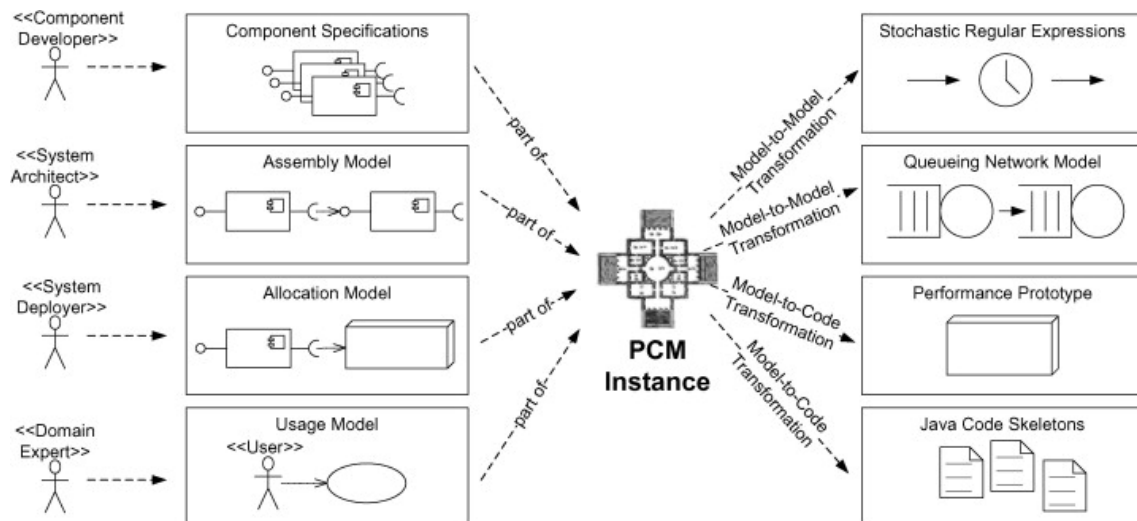 <<Component
Developer>>
Component Specifications
<<System
Architect>>
Assembly Model
<<System
Deployer>>
Allocation Model
<<Domain
Expert>>
Usage Model
<<User>>
part of
part of
part of
part of
PCM
Instance
Model-to-Model
Transformation
Model-to-Model
Transformation
Model-to-Code
Transformation
Model-to-Code
Transformation
Stochastic Regular Expressions
Queueing Network Model
Performance Prototype
Java Code Skeletons